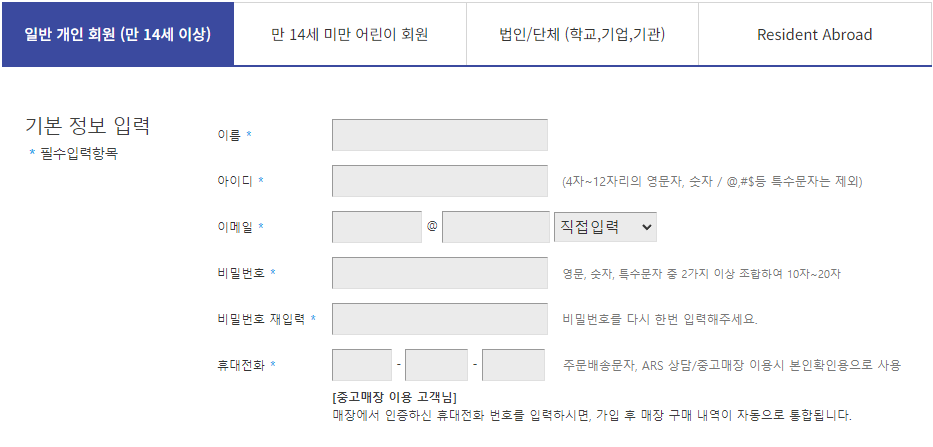 일반 개인 회원 (만 14세 이상)
만 14세 미만 어린이 회원
법인/단체 (학교,기업,기관)
Resident Abroad
기본 정보 입력
* 필수입력항목
이름 *
아이디 * (4자~12자리의 영문자, 숫자 / @,#$등 특수문자는 제외)
이메일 * @ 직접입력
비밀번호 * 영문, 숫자, 특수문자 중 2가지 이상 조합하여 10자~20자
비밀번호 재입력 * 비밀번호를 다시 한번 입력해주세요.
휴대전화 * - - 주문배송문자, ARS 상담/중고매장 이용시 본인확인용으로 사용
[중고매장 이용 고객님]
매장에서 인증하신 휴대전화 번호를 입력하시면, 가입 후 매장 구매 내역이 자동으로 통합됩니다.